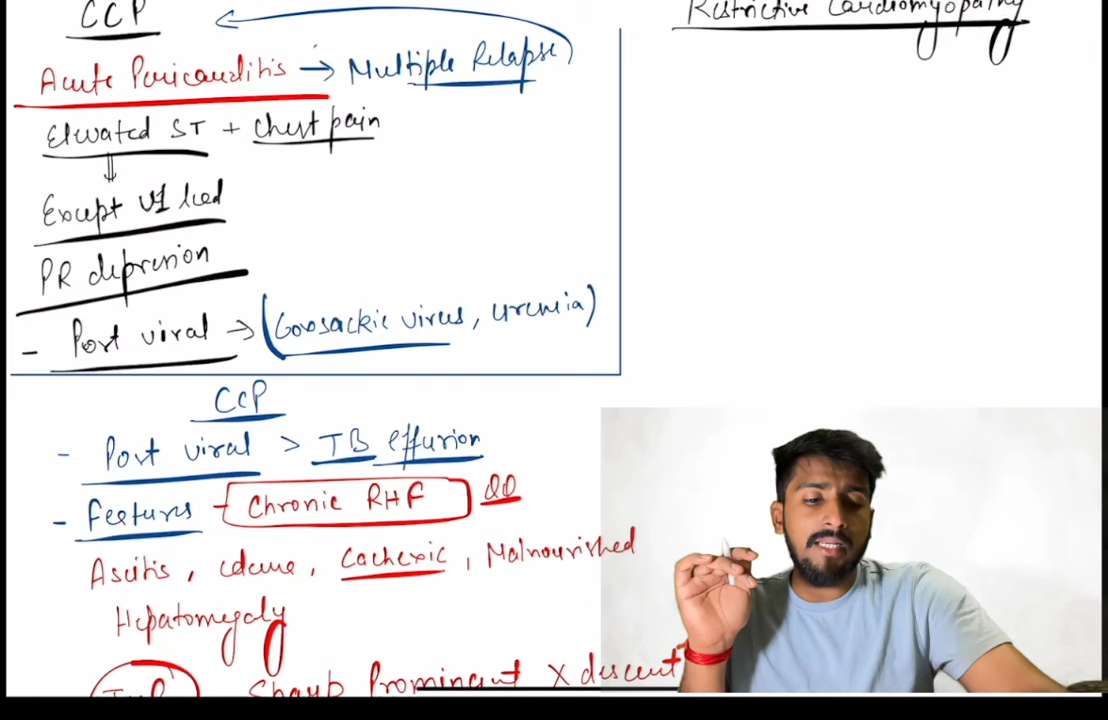 CCP
Restrictive Cardiomyopathy
Acute Pericarditis → Multiple Relapse
Elevated ST + Chest pain
Except V1 lead
PR depression
- Post viral → (Coxsackie virus, uremia)
CCP
- Post viral > TB effusion
- Features - Chronic RHF
Ascitis, edema, Cachexic, Malnourished
Hepatomegaly
Sharp Prominent X descent